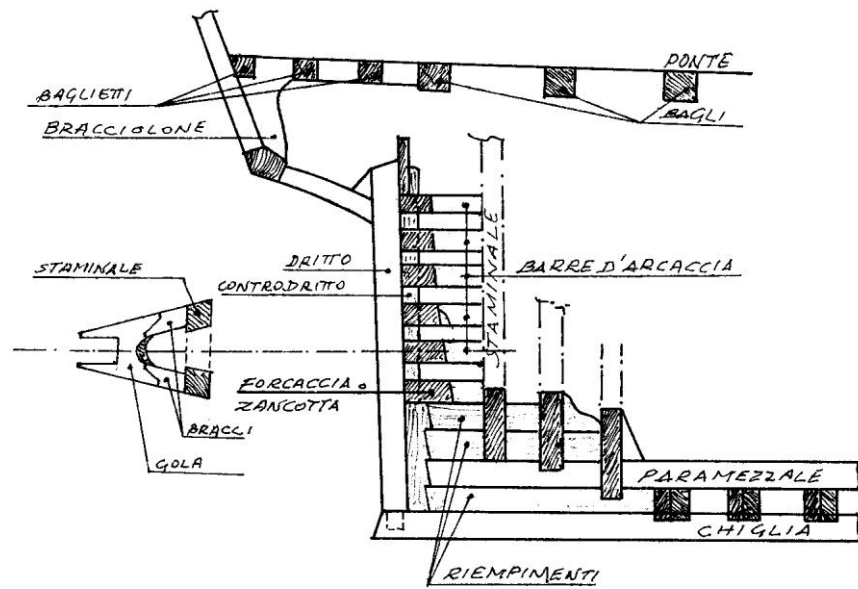 PONTE
BAGLIETTI
BAGLI
BRACCIOLONE
STAMINALE
DRITTO
BARRE D'ARCACCIA
CONTRODRITTO
STAMINALE
FORCACCIA O
ZANCOTTA
BRACCI
GOLA
PARAMEZZALE
CHIGLIA
RIEMPIMENTI